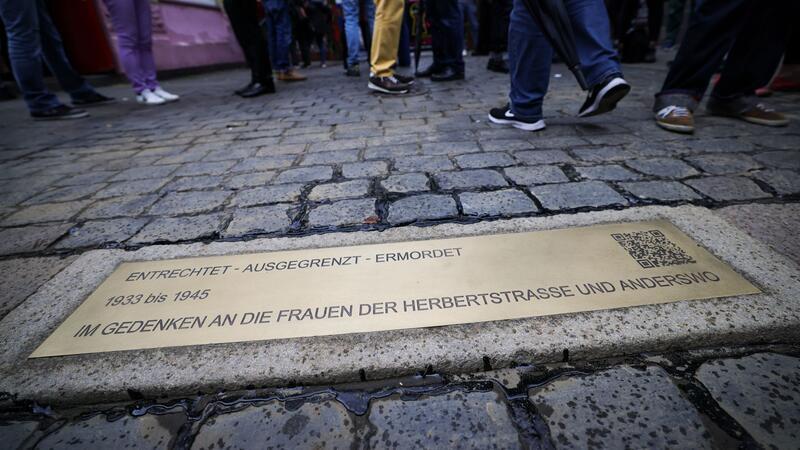 ENTRECHTET - AUSGEGRENZT - ERMORDET
1933 bis 1945
IM GEDENKEN AN DIE FRAUEN DER HERBERTSTRASSE UND ANDERSWO